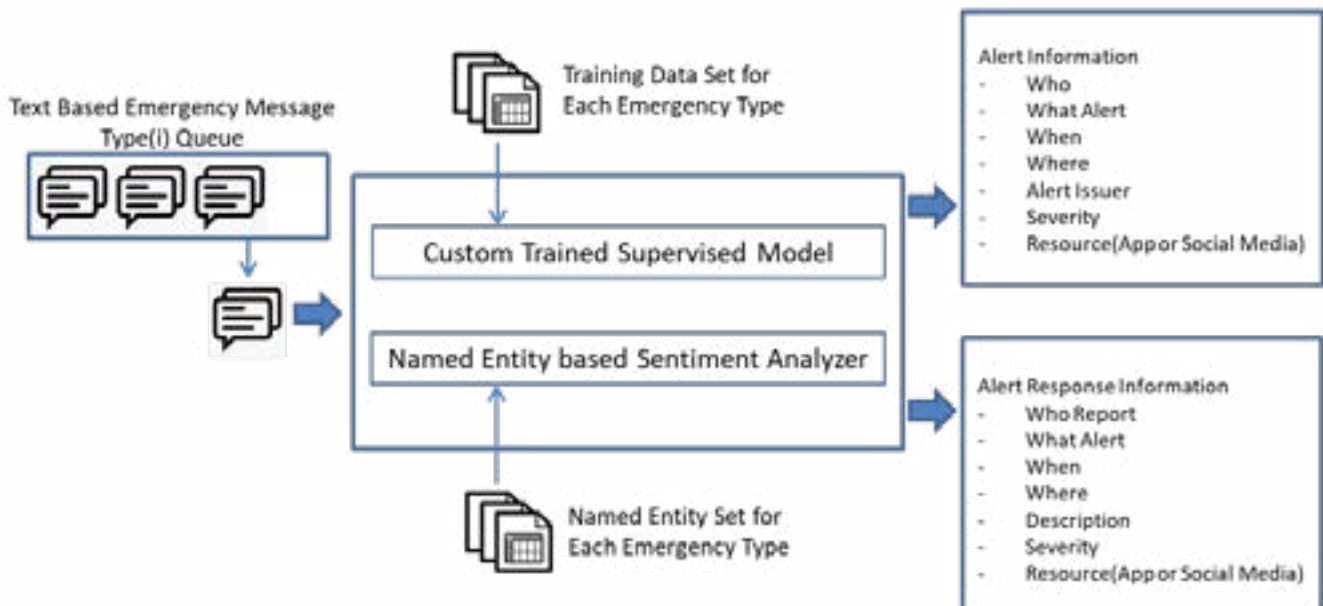 Text Based Emergency Message
Type(i) Queue
Training Data Set for
Each Emergency Type
Custom Trained Supervised Model
Named Entity based Sentiment Analyzer
Named Entity Set for
Each Emergency Type
Alert Information
- Who
- What Alert
- When
- Where
- Alert Issuer
- Severity
- Resource(App or Social Media)
Alert Response Information
- Who Report
- What Alert
- When
- Where
- Description
- Severity
- Resource(App or Social Media)